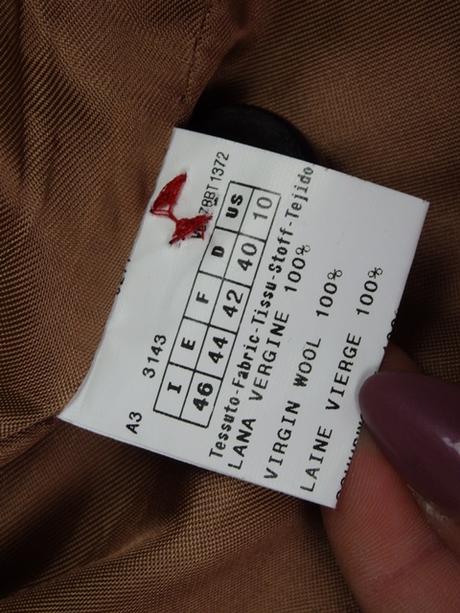 A3 3143 Z8BT1372
I E F D US
46 44 42 40 10
Tessuto-Fabric-Tissu-Stoff-Tejido
LANA VERGINE 100%
VIRGIN WOOL 100%
LAINE VIERGE 100%